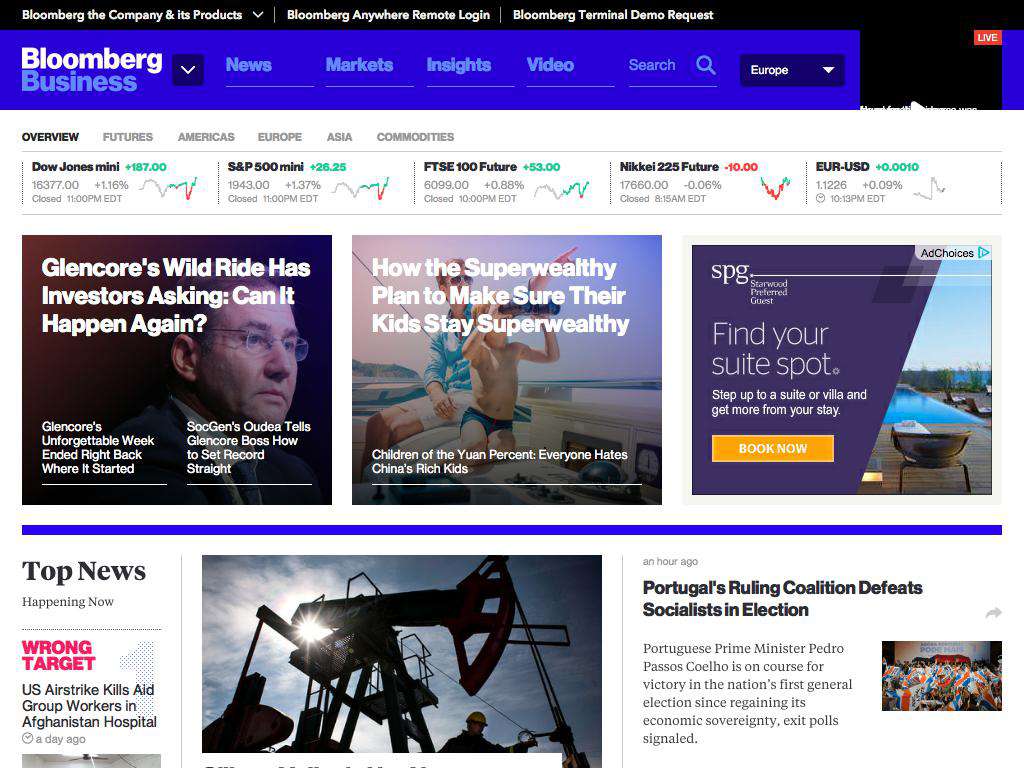 Bloomberg the Company & its Products
Bloomberg Anywhere Remote Login
Bloomberg Terminal Demo Request
Bloomberg
Business
News
Markets
Insights
Video
Search
Europe
LIVE
OVERVIEW
FUTURES
AMERICAS
EUROPE
ASIA
COMMODITIES
Dow Jones mini +187.00
16377.00 +1.16%
Closed 11:00PM EDT
S&P 500 mini +26.25
1943.00 +1.37%
Closed 11:00PM EDT
FTSE 100 Future +53.00
6099.00 +0.88%
Closed 10:00PM EDT
Nikkei 225 Future -10.00
17660.00 -0.06%
Closed 8:15AM EDT
EUR-USD +0.0010
1.1226 +0.09%
10:13PM EDT
Glencore's Wild Ride Has
Investors Asking: Can It
Happen Again?
Glencore's
Unforgettable Week
Ended Right Back
Where It Started
SocGen's Oudea Tells
Glencore Boss How
to Set Record
Straight
How the Superwealthy
Plan to Make Sure Their
Kids Stay Superwealthy
Children of the Yuan Percent: Everyone Hates
China's Rich Kids
AdChoices
spg
Starwood
Preferred
Guest
Find your
suite spot.
Step up to a suite or villa and
get more from your stay.
BOOK NOW
Top News
Happening Now
WRONG
TARGET
1
US Airstrike Kills Aid
Group Workers in
Afghanistan Hospital
a day ago
an hour ago
Portugal's Ruling Coalition Defeats
Socialists in Election
Portuguese Prime Minister Pedro
Passos Coelho is on course for
victory in the nation's first general
election since regaining its
economic sovereignty, exit polls
signaled.